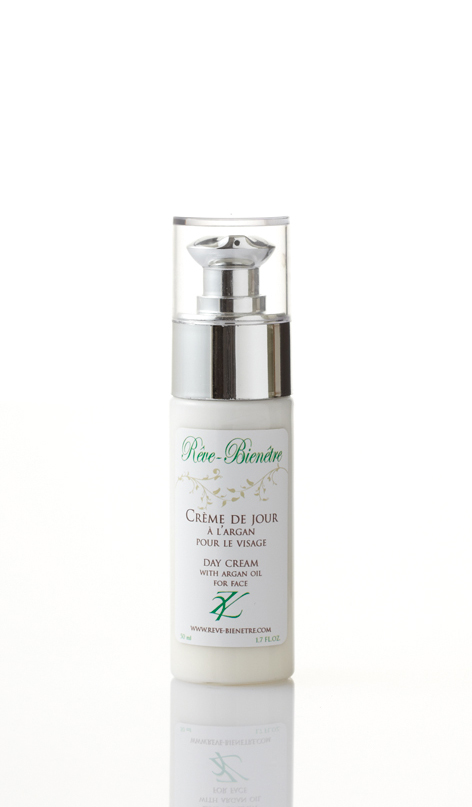 Rêve-Bienêtre
CRÈME DE JOUR
À L'ARGAN
POUR LE VISAGE
DAY CREAM
WITH ARGAN OIL
FOR FACE
WWW.REVE-BIENETRE.COM
ml 1.7 FL.OZ